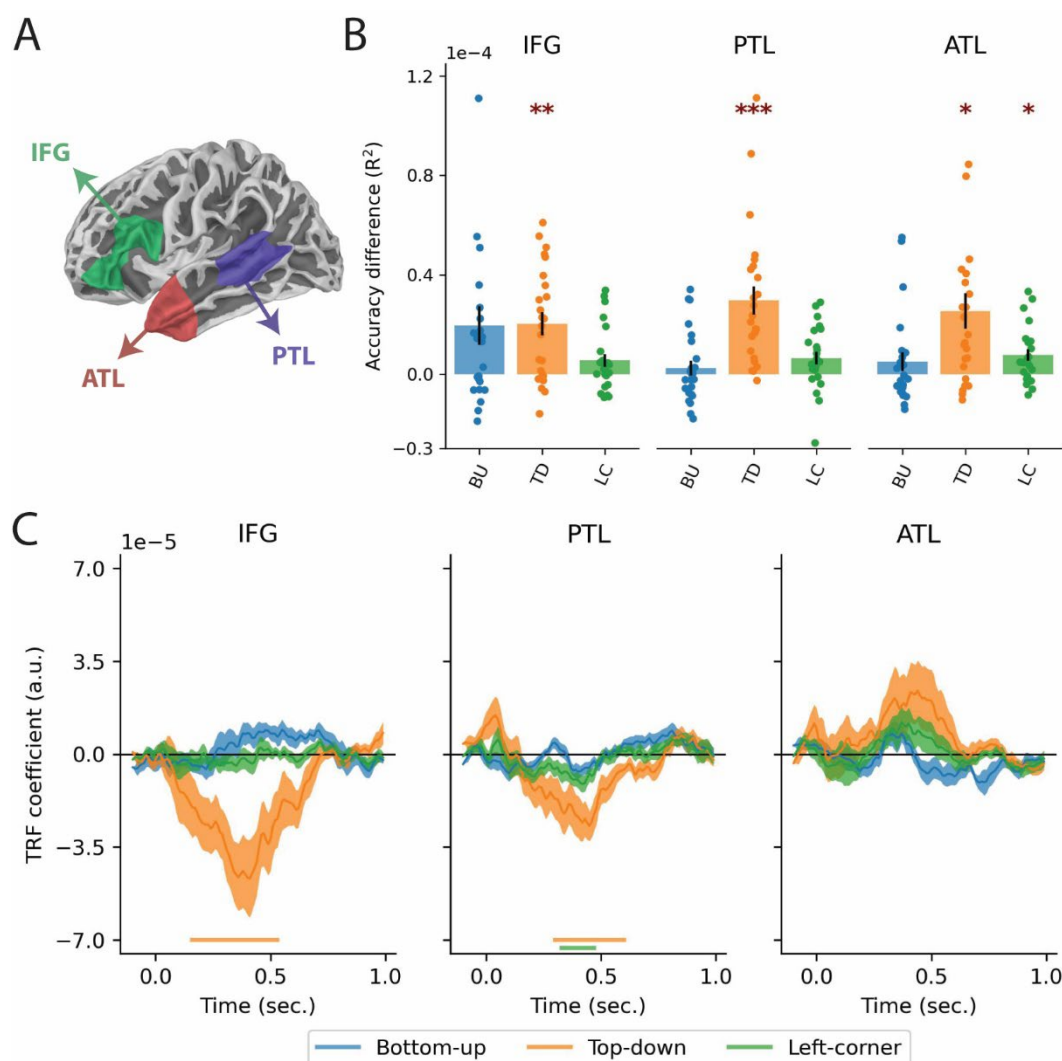 A
IFG
ATL
PTL
B
1e−4
IFG
PTL
ATL
**
***
*
*
Accuracy difference (R²)
1.2
0.4
0.0
−0.3
BU
TD
LC
BU
TD
LC
BU
TD
LC
C
1e−5
IFG
PTL
ATL
TRF coefficient (a.u.)
7.0
3.5
0.0
−3.5
−7.0
0.0
0.5
1.0
0.0
0.5
1.0
0.0
0.5
1.0
Time (sec.)
Time (sec.)
Time (sec.)
Bottom-up
Top-down
Left-corner